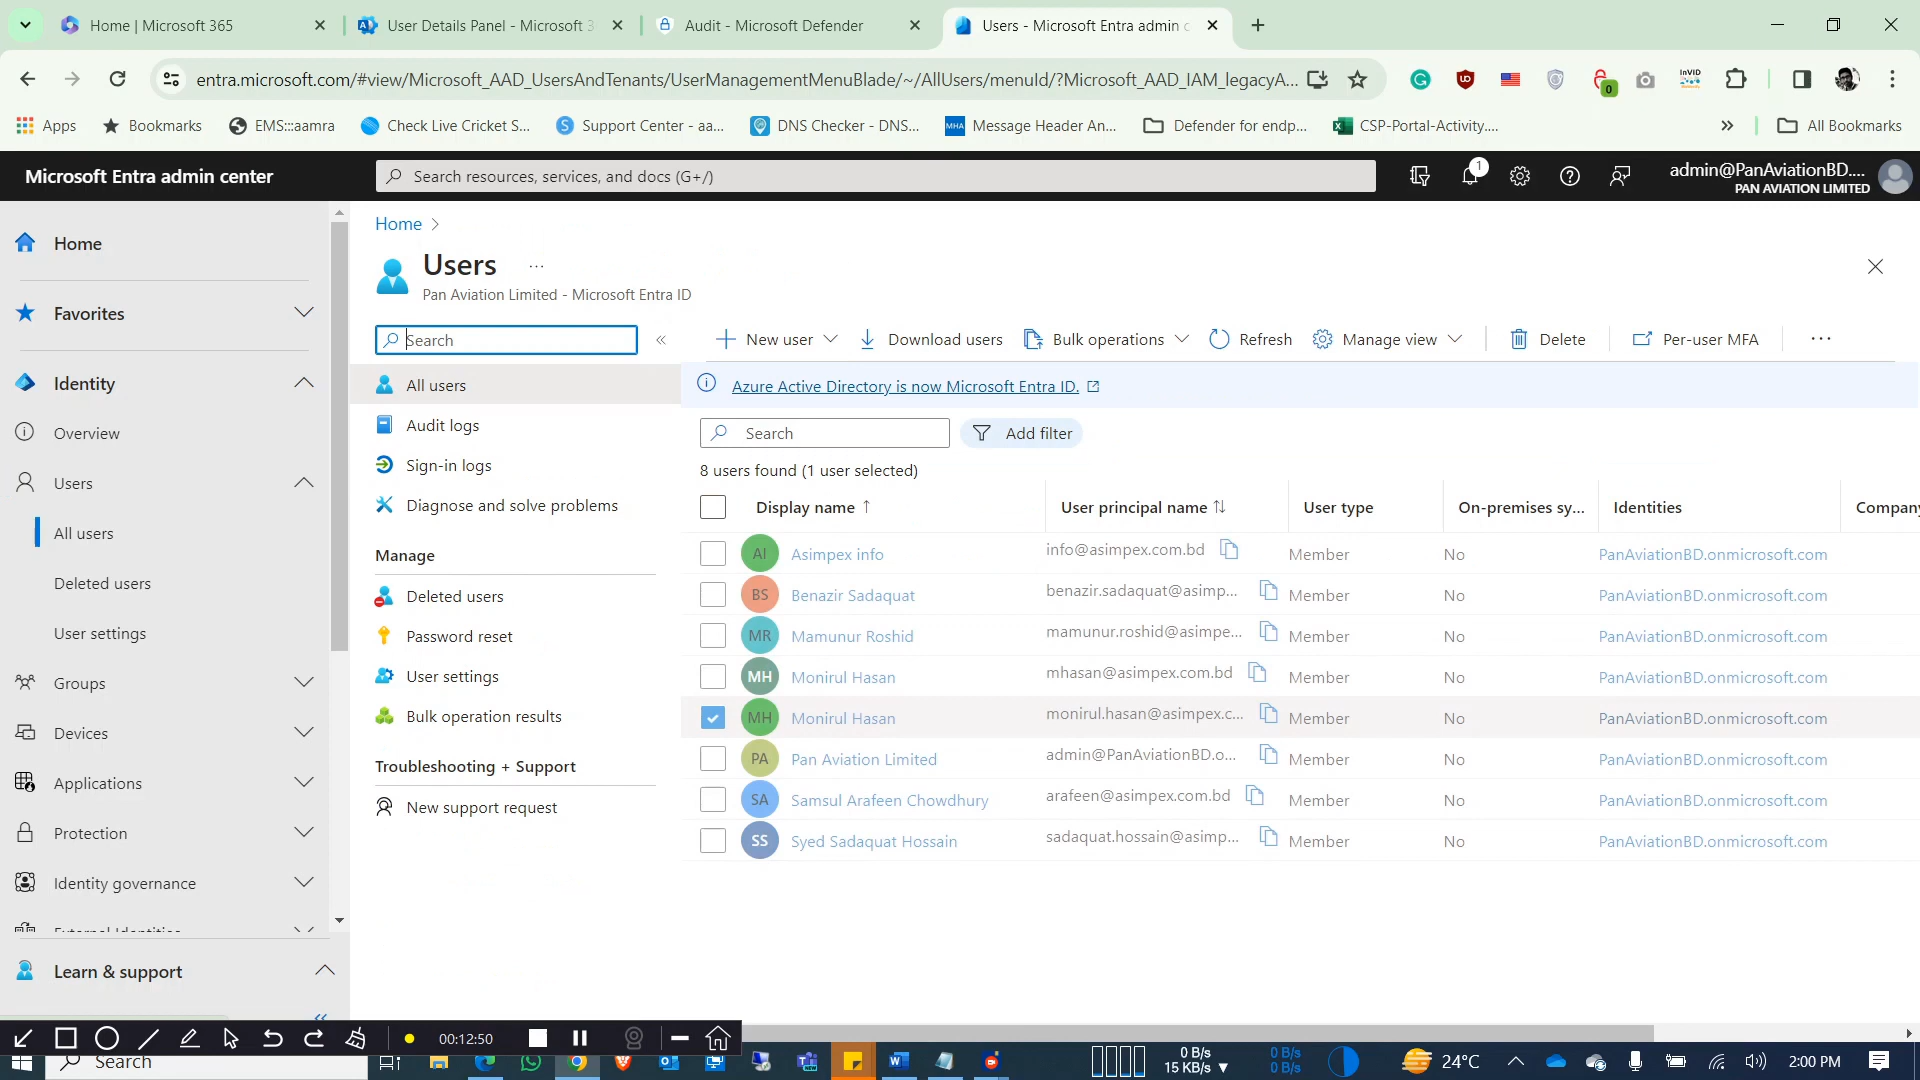 Home | Microsoft 365
User Details Panel - Microsoft 3
Audit - Microsoft Defender
Users - Microsoft Entra admin c
entra.microsoft.com/#view/Microsoft_AAD_UsersAndTenants/UserManagementMenuBlade/~/AllUsers/menuId/?Microsoft_AAD_IAM_legacyA...
InVID
0
Apps
Bookmarks
EMS:::aamra
Check Live Cricket S...
Support Center - aa...
DNS Checker - DNS...
MHA
Message Header An...
Defender for endp...
CSP-Portal-Activity....
All Bookmarks
Microsoft Entra admin center
Search resources, services, and docs (G+/)
1
admin@PanAviationBD....
PAN AVIATION LIMITED
Home
Favorites
Identity
Overview
Users
All users
Deleted users
User settings
Groups
Devices
Applications
Protection
Identity governance
External Identities
Learn & support
Home
Users
...
Pan Aviation Limited - Microsoft Entra ID
Search
All users
Audit logs
Sign-in logs
Diagnose and solve problems
Manage
Deleted users
Password reset
User settings
Bulk operation results
Troubleshooting + Support
New support request
New user
Download users
Bulk operations
Refresh
Manage view
Delete
Per-user MFA
...
Azure Active Directory is now Microsoft Entra ID.
Search
Add filter
8 users found (1 user selected)
Display name
User principal name
User type
On-premises sy...
Identities
Company
AI Asimpex info info@asimpex.com.bd Member No PanAviationBD.onmicrosoft.com
BS Benazir Sadaquat benazir.sadaquat@asimp... Member No PanAviationBD.onmicrosoft.com
MR Mamunur Roshid mamunur.roshid@asimpe... Member No PanAviationBD.onmicrosoft.com
MH Monirul Hasan mhasan@asimpex.com.bd Member No PanAviationBD.onmicrosoft.com
MH Monirul Hasan monirul.hasan@asimpex.c... Member No PanAviationBD.onmicrosoft.com
PA Pan Aviation Limited admin@PanAviationBD.o... Member No PanAviationBD.onmicrosoft.com
SA Samsul Arafeen Chowdhury arafeen@asimpex.com.bd Member No PanAviationBD.onmicrosoft.com
SS Syed Sadaquat Hossain sadaquat.hossain@asimp... Member No PanAviationBD.onmicrosoft.com
00:12:50
Search
0 B/s
15 KB/s
0 B/s
0 B/s
24°C
2:00 PM